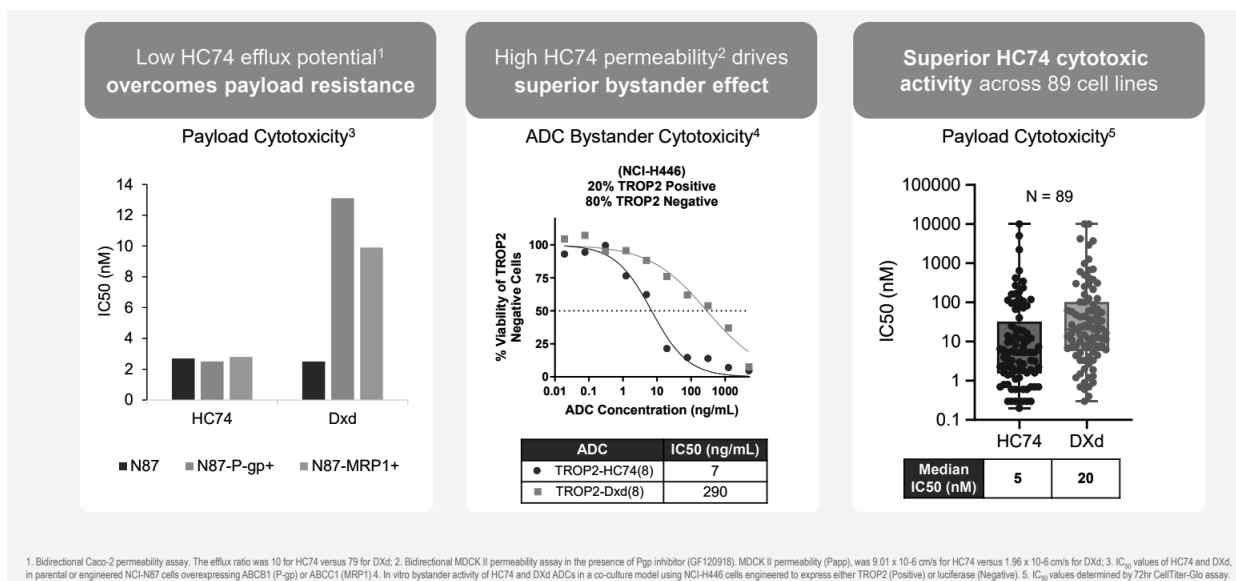 Low HC74 efflux potential1
overcomes payload resistance
Payload Cytotoxicity3
IC50 (nM)
14
12
10
8
6
4
2
0
HC74
Dxd
N87
N87-P-gp+
N87-MRP1+
High HC74 permeability2 drives
superior bystander effect
ADC Bystander Cytotoxicity4
(NCI-H446)
20% TROP2 Positive
80% TROP2 Negative
% Viability of TROP2
Negative Cells
100
75
50
25
0
0.01 0.1 1 10 100 1000
ADC Concentration (ng/mL)
ADC IC50 (ng/mL)
TROP2-HC74(8) 7
TROP2-Dxd(8) 290
Superior HC74 cytotoxic
activity across 89 cell lines
Payload Cytotoxicity5
N = 89
IC50 (nM)
100000
10000
1000
100
10
1
0.1
HC74 DXd
Median
IC50 (nM)
5 20
1. Bidirectional Caco-2 permeability assay. The efflux ratio was 10 for HC74 versus 79 for DXd; 2. Bidirectional MDCK II permeability assay in the presence of Pgp inhibitor (GF120918). MDCK II permeability (Papp), was 9.01 x 10-6 cm/s for HC74 versus 1.96 x 10-6 cm/s for DXd; 3. IC50 values of HC74 and DXd,
in parental or engineered NCI-N87 cells overexpressing ABCB1 (P-gp) or ABCC1 (MRP1) 4. In vitro bystander activity of HC74 and DXd ADCs in a co-culture model using NCI-H446 cells engineered to express either TROP2 (Positive) or luciferase (Negative). 5. IC50 values determined by 72hr CellTiter-Glo assay.